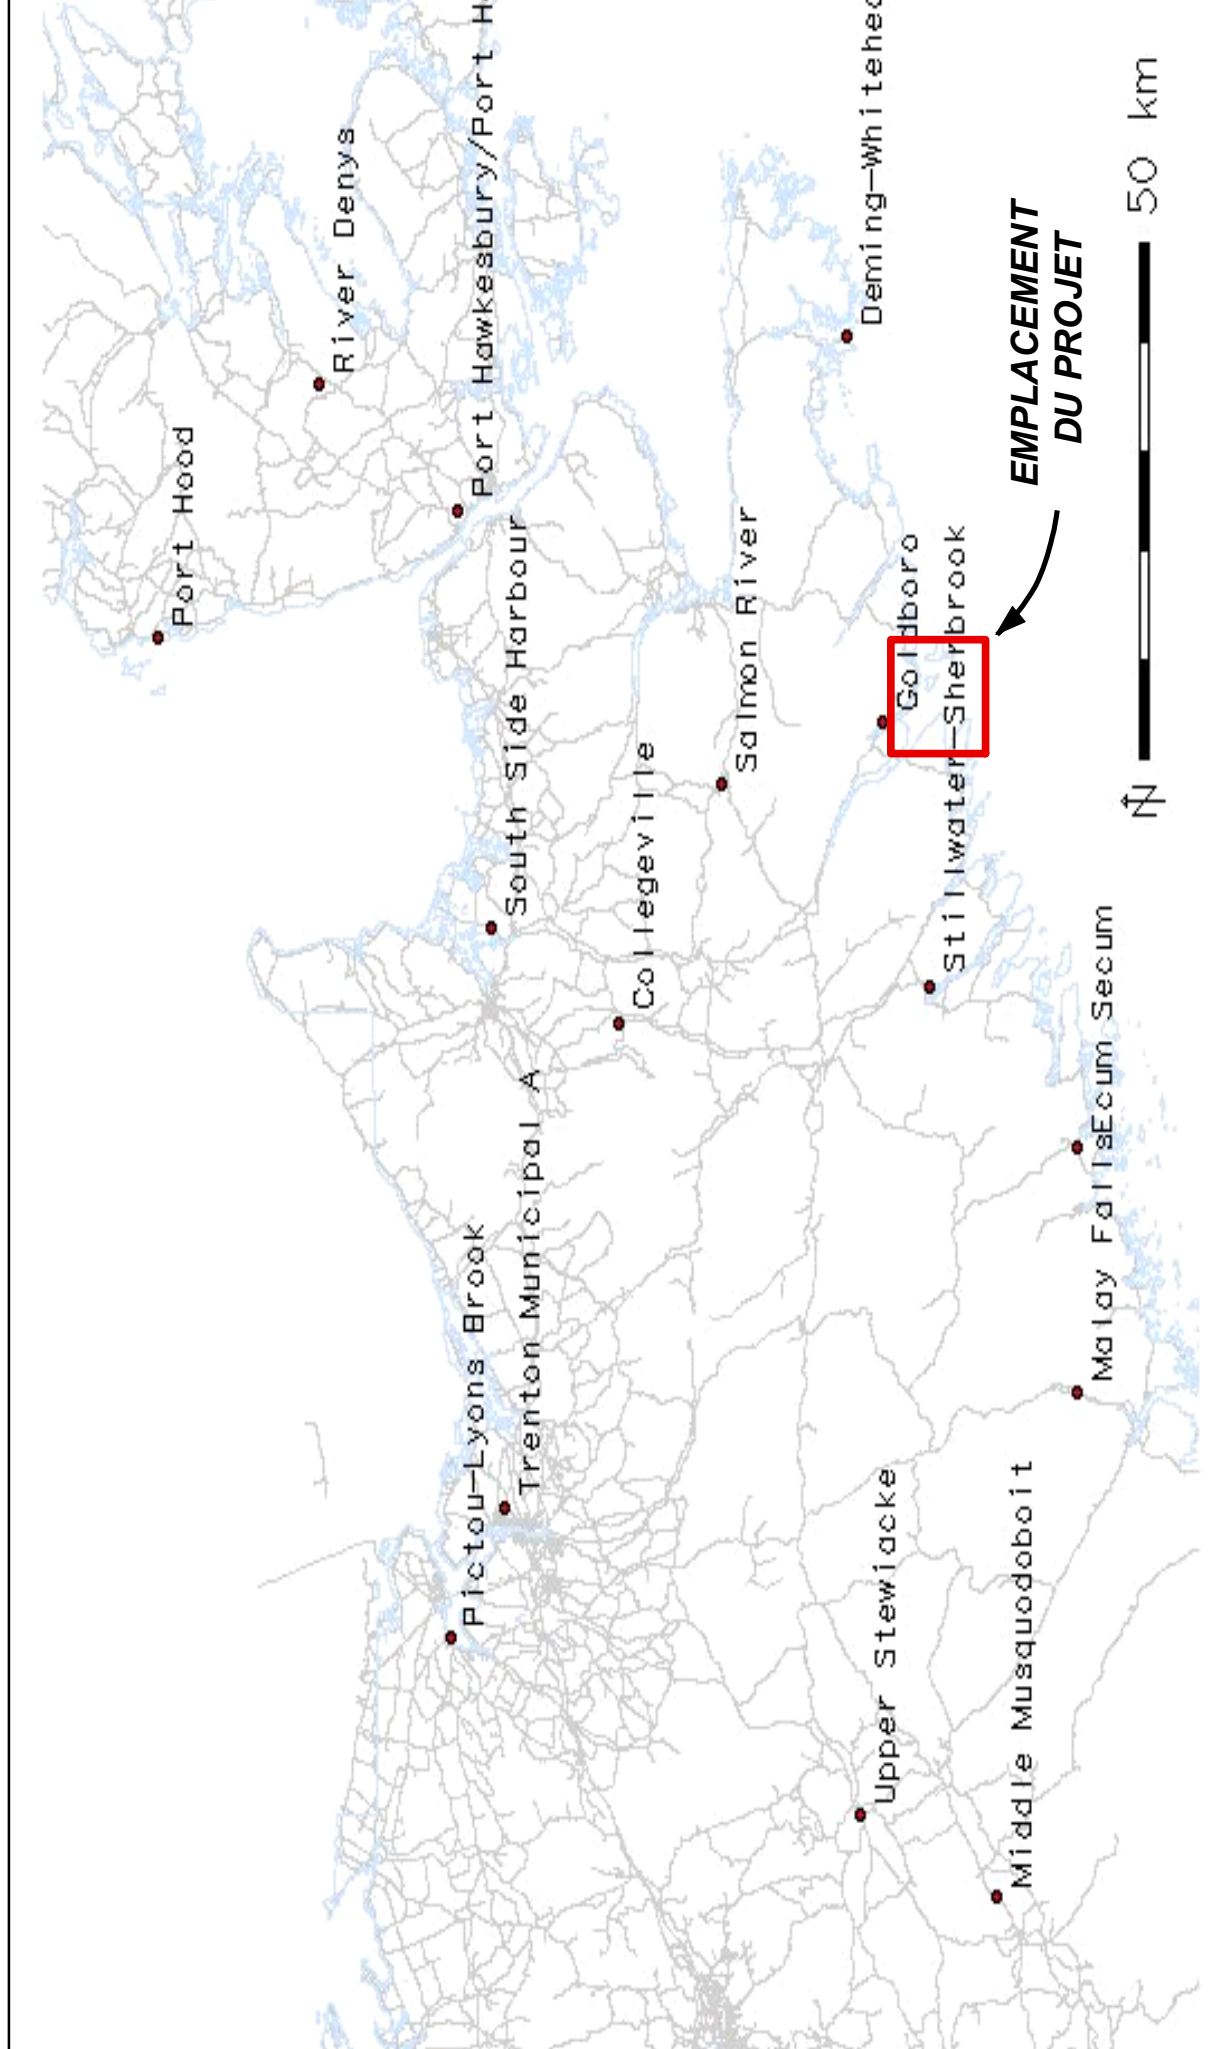 Port Hood
River Denys
Port Hawkesbury/Port H
South Side Harbour
Pictou-Lyons Brook
Trenton Municipal A
Collegeville
Salmon River
Deming-Whitehead
Goldboro
Stillwater-Sherbrook
Upper Stewiacke
Middle Musquodoboit
Malay Falls
Ecum Secum
EMPLACEMENT
DU PROJET
N
50 km